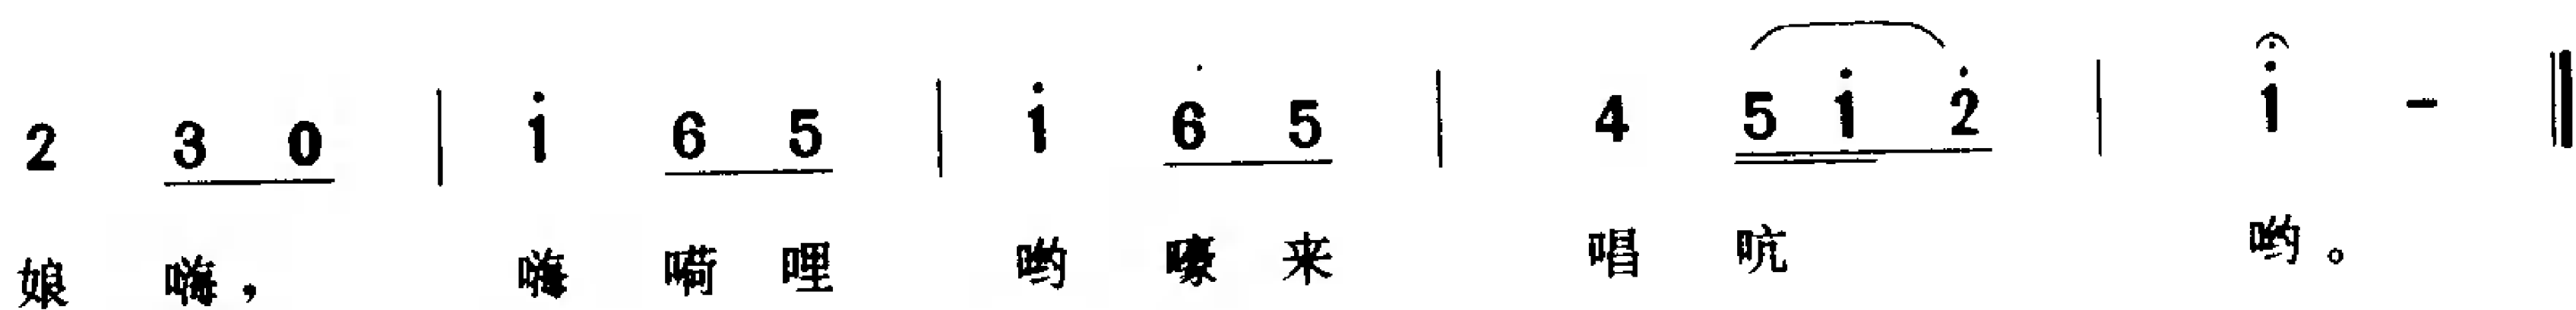 2 3 0 | i 6 5 | i 6 5 | 4 5 i 2̇ | i - ‖
娘 嗨， 嗨 嗬 哩 哟 嚎 来 唱 吭 哟。